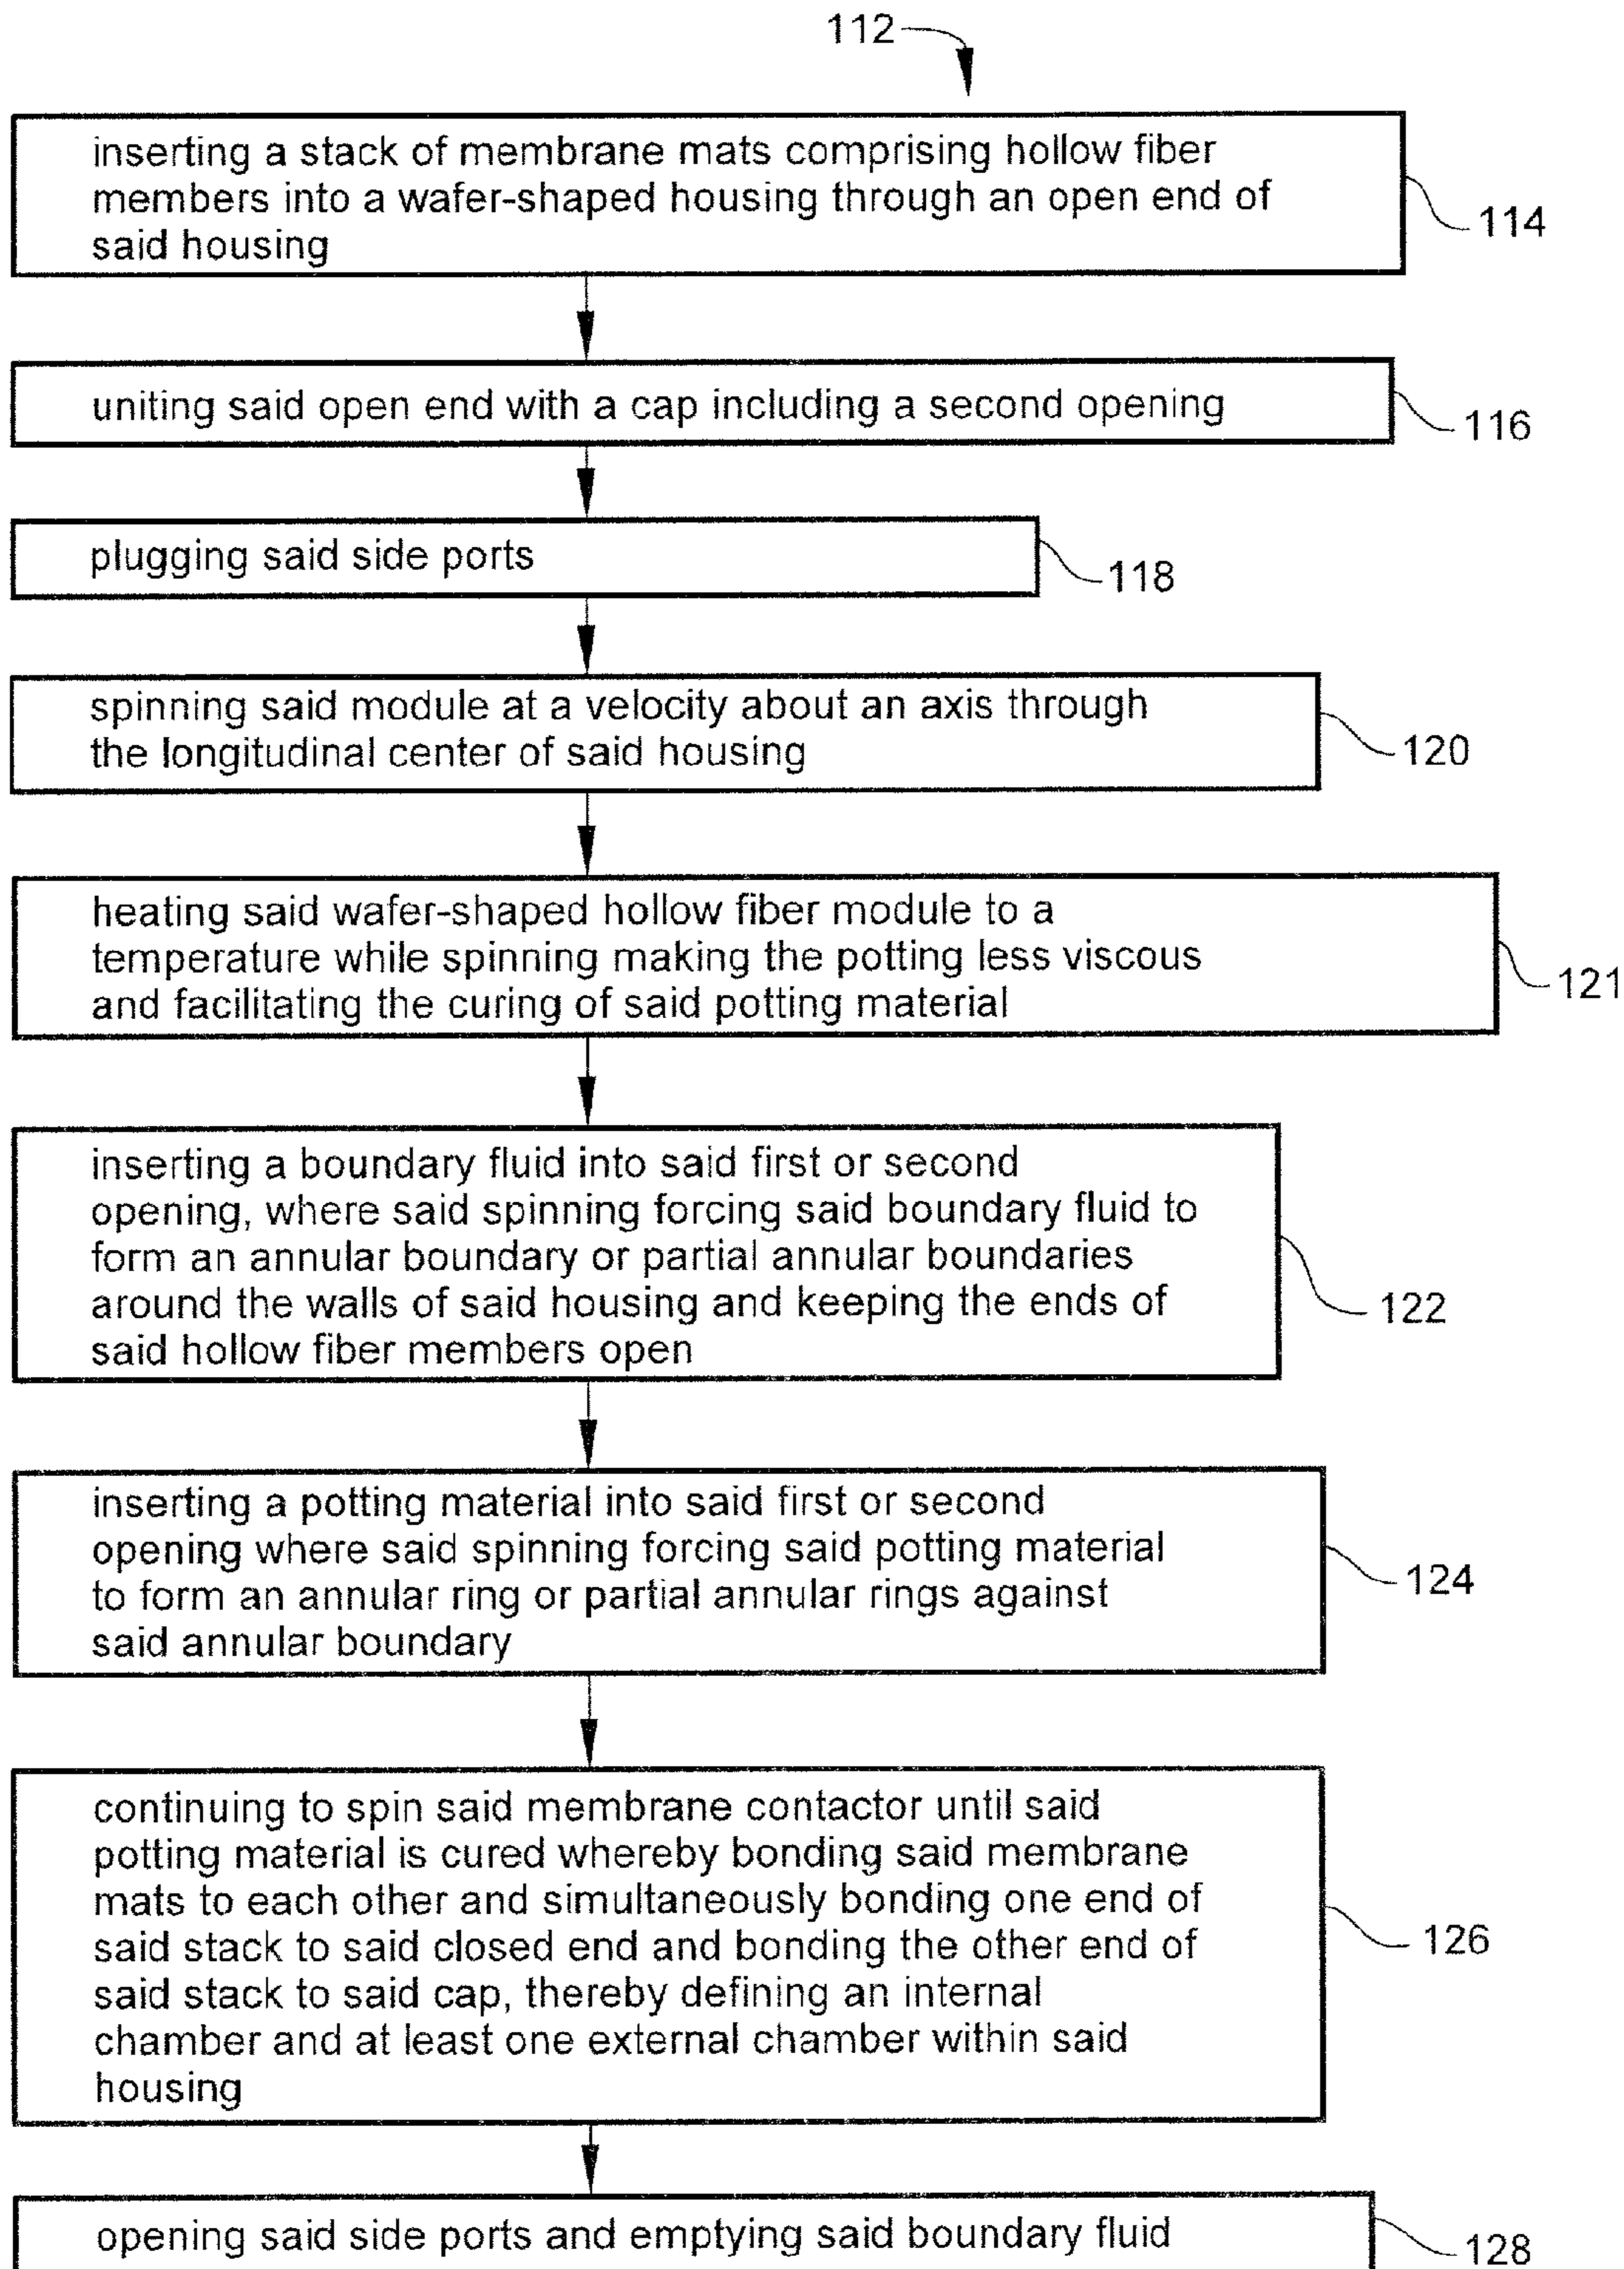 112
inserting a stack of membrane mats comprising hollow fiber
members into a wafer-shaped housing through an open end of
said housing
114
uniting said open end with a cap including a second opening
116
plugging said side ports
118
spinning said module at a velocity about an axis through
the longitudinal center of said housing
120
heating said wafer-shaped hollow fiber module to a
temperature while spinning making the potting less viscous
and facilitating the curing of said potting material
121
inserting a boundary fluid into said first or second
opening, where said spinning forcing said boundary fluid to
form an annular boundary or partial annular boundaries
around the walls of said housing and keeping the ends of
said hollow fiber members open
122
inserting a potting material into said first or second
opening where said spinning forcing said potting material
to form an annular ring or partial annular rings against
said annular boundary
124
continuing to spin said membrane contactor until said
potting material is cured whereby bonding said membrane
mats to each other and simultaneously bonding one end of
said stack to said closed end and bonding the other end of
said stack to said cap, thereby defining an internal
chamber and at least one external chamber within said
housing
126
opening said side ports and emptying said boundary fluid
128